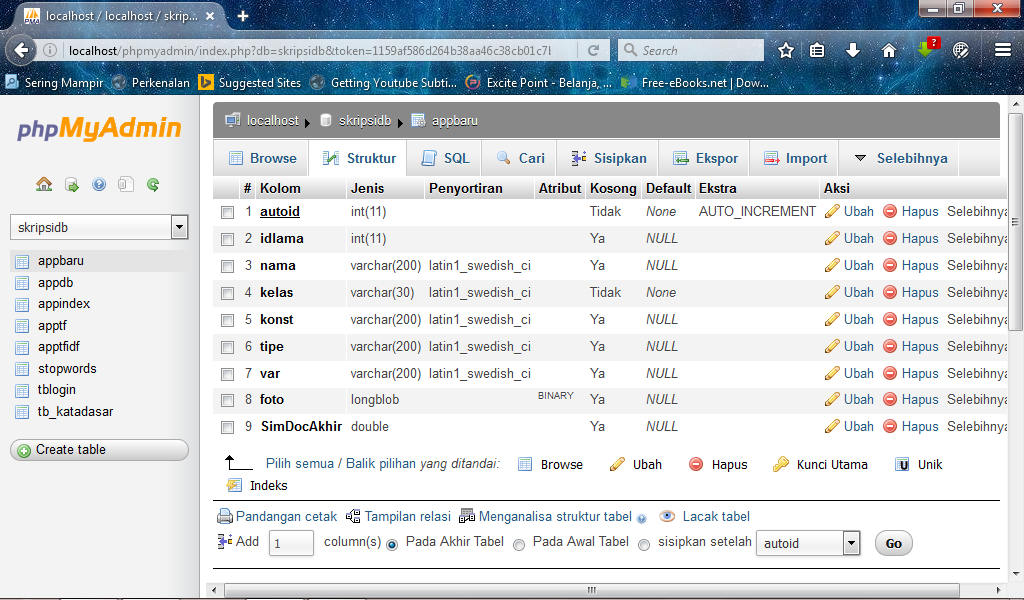 localhost / localhost / skrip...
localhost/phpmyadmin/index.php?db=skripsidb&token=1159af586d264b38aa46c38cb01c7b
Search
?
Sering Mampir Perkenalan Suggested Sites Getting Youtube Subti... Excite Point - Belanja, ... Free-eBooks.net | Dow...
phpMyAdmin
skripsidb
appbaru
appdb
appindex
apptf
apptfidf
stopwords
tblogin
tb_katadasar
Create table
localhost skripsidb appbaru
Browse Struktur SQL Cari Sisipkan Ekspor Import Selebihnya
# Kolom Jenis Penyortiran Atribut Kosong Default Ekstra Aksi
1 autoid int(11) Tidak None AUTO_INCREMENT Ubah Hapus Selebihnya
2 idlama int(11) Ya NULL Ubah Hapus Selebihnya
3 nama varchar(200) latin1_swedish_ci Ya NULL Ubah Hapus Selebihnya
4 kelas varchar(30) latin1_swedish_ci Tidak None Ubah Hapus Selebihnya
5 konst varchar(200) latin1_swedish_ci Ya NULL Ubah Hapus Selebihnya
6 tipe varchar(200) latin1_swedish_ci Ya NULL Ubah Hapus Selebihnya
7 var varchar(200) latin1_swedish_ci Ya NULL Ubah Hapus Selebihnya
8 foto longblob BINARY Ya NULL Ubah Hapus Selebihnya
9 SimDocAkhir double Ya NULL Ubah Hapus Selebihnya
Pilih semua / Balik pilihan yang ditandai: Browse Ubah Hapus Kunci Utama Unik
Indeks
Pandangan cetak Tampilan relasi Menganalisa struktur tabel Lacak tabel
Add 1 column(s) Pada Akhir Tabel Pada Awal Tabel sisipkan setelah autoid Go